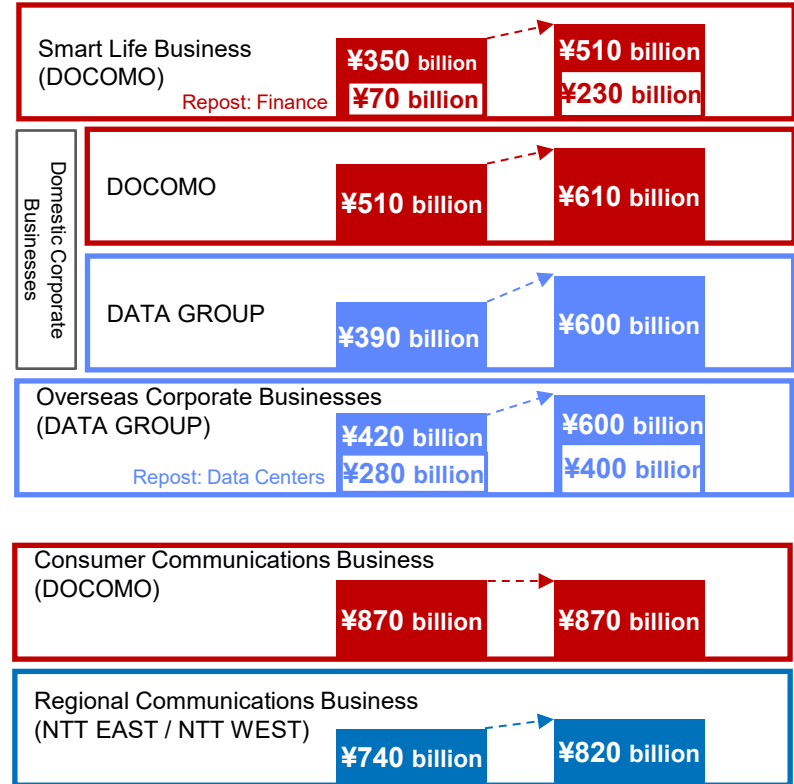 Smart Life Business
(DOCOMO)
Repost: Finance
¥350 billion
¥70 billion
¥510 billion
¥230 billion
Domestic Corporate
Businesses
DOCOMO
¥510 billion
¥610 billion
DATA GROUP
¥390 billion
¥600 billion
Overseas Corporate Businesses
(DATA GROUP)
Repost: Data Centers
¥420 billion
¥280 billion
¥600 billion
¥400 billion
Consumer Communications Business
(DOCOMO)
¥870 billion
¥870 billion
Regional Communications Business
(NTT EAST / NTT WEST)
¥740 billion
¥820 billion